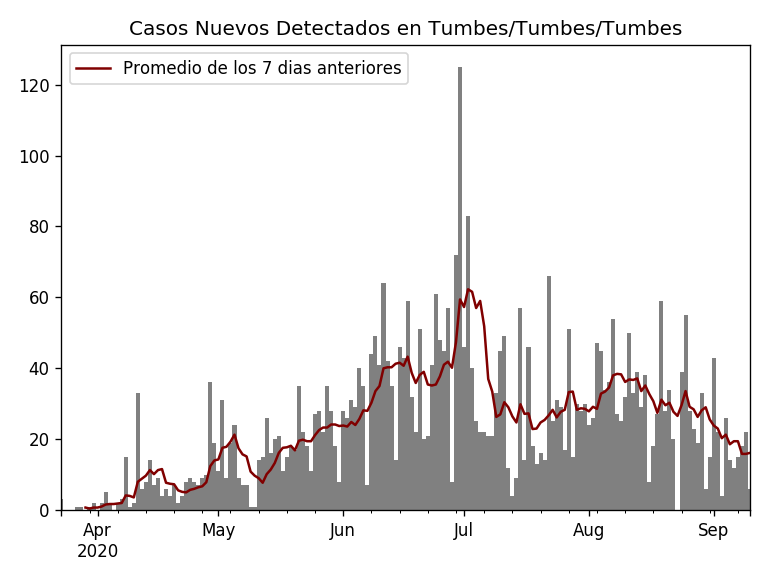 Casos Nuevos Detectados en Tumbes/Tumbes/Tumbes
Promedio de los 7 dias anteriores
120
100
80
60
40
20
0
Apr May Jun Jul Aug Sep
2020